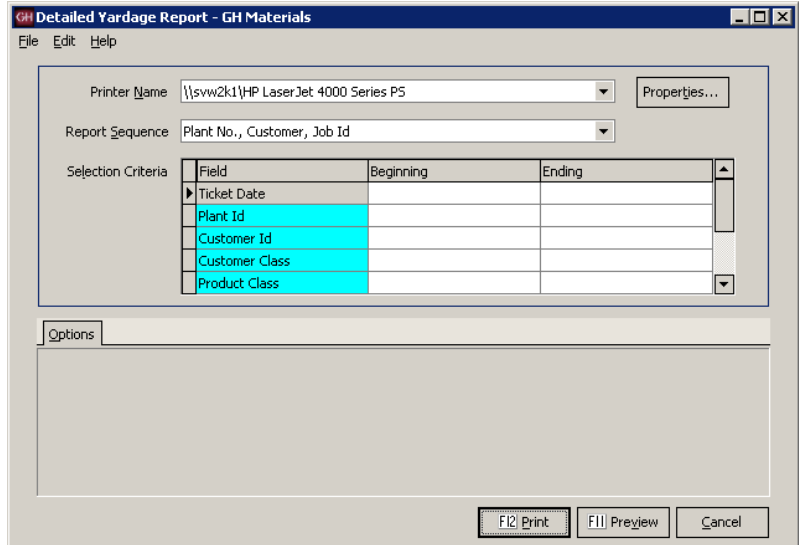 GH Detailed Yardage Report - GH Materials
File Edit Help
Printer Name \\svw2k1\HP LaserJet 4000 Series PS Properties...
Report Sequence Plant No., Customer, Job Id
Selection Criteria Field Beginning Ending
Ticket Date
Plant Id
Customer Id
Customer Class
Product Class
Options
F12 Print F11 Preview Cancel